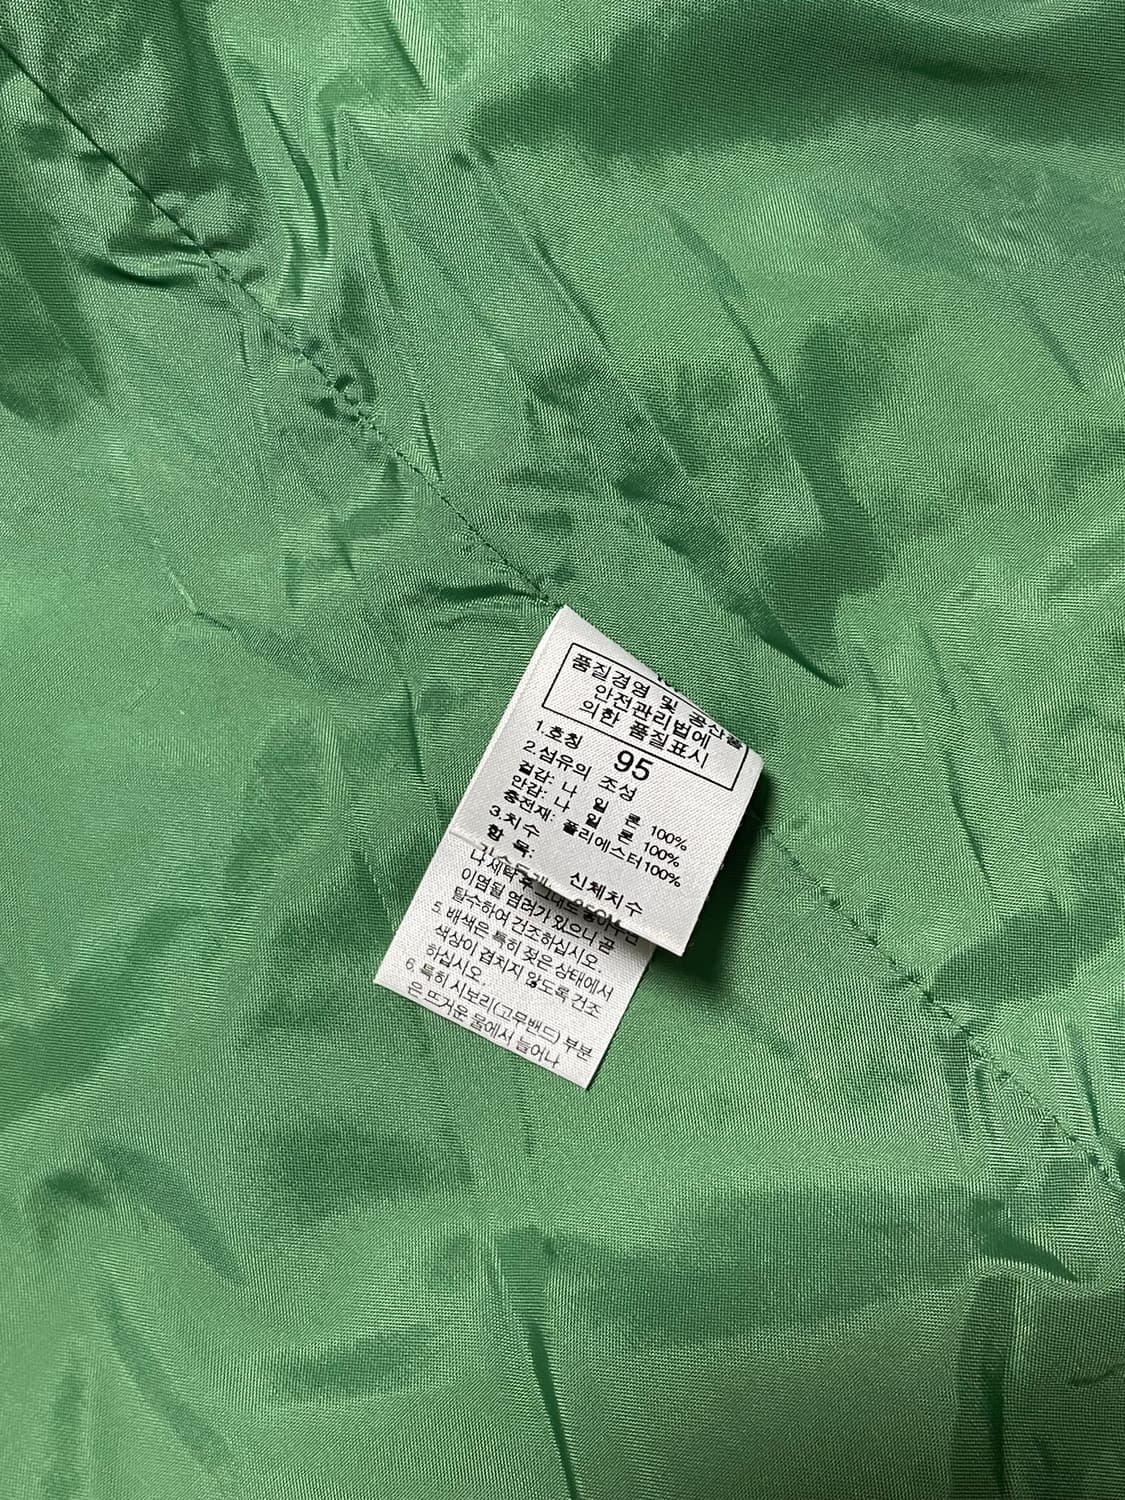 품질경영 및 공산품
안전관리법에
의한 품질표시
1.호칭 95
2.섬유의 조성
겉감: 나 일 론 100%
안감: 나 일 론 100%
충전재: 폴리에스터100%
3.치수
항 목: 신체치수
이염될 염려가 있으니 곧
탈수하여 건조하십시오.
5. 배색은 특히 젖은 상태에서
색상이 겹치지 않도록 건조
하십시오.
6. 특히 시보리(고무밴드) 부분
은 뜨거운 물에서 늘어나